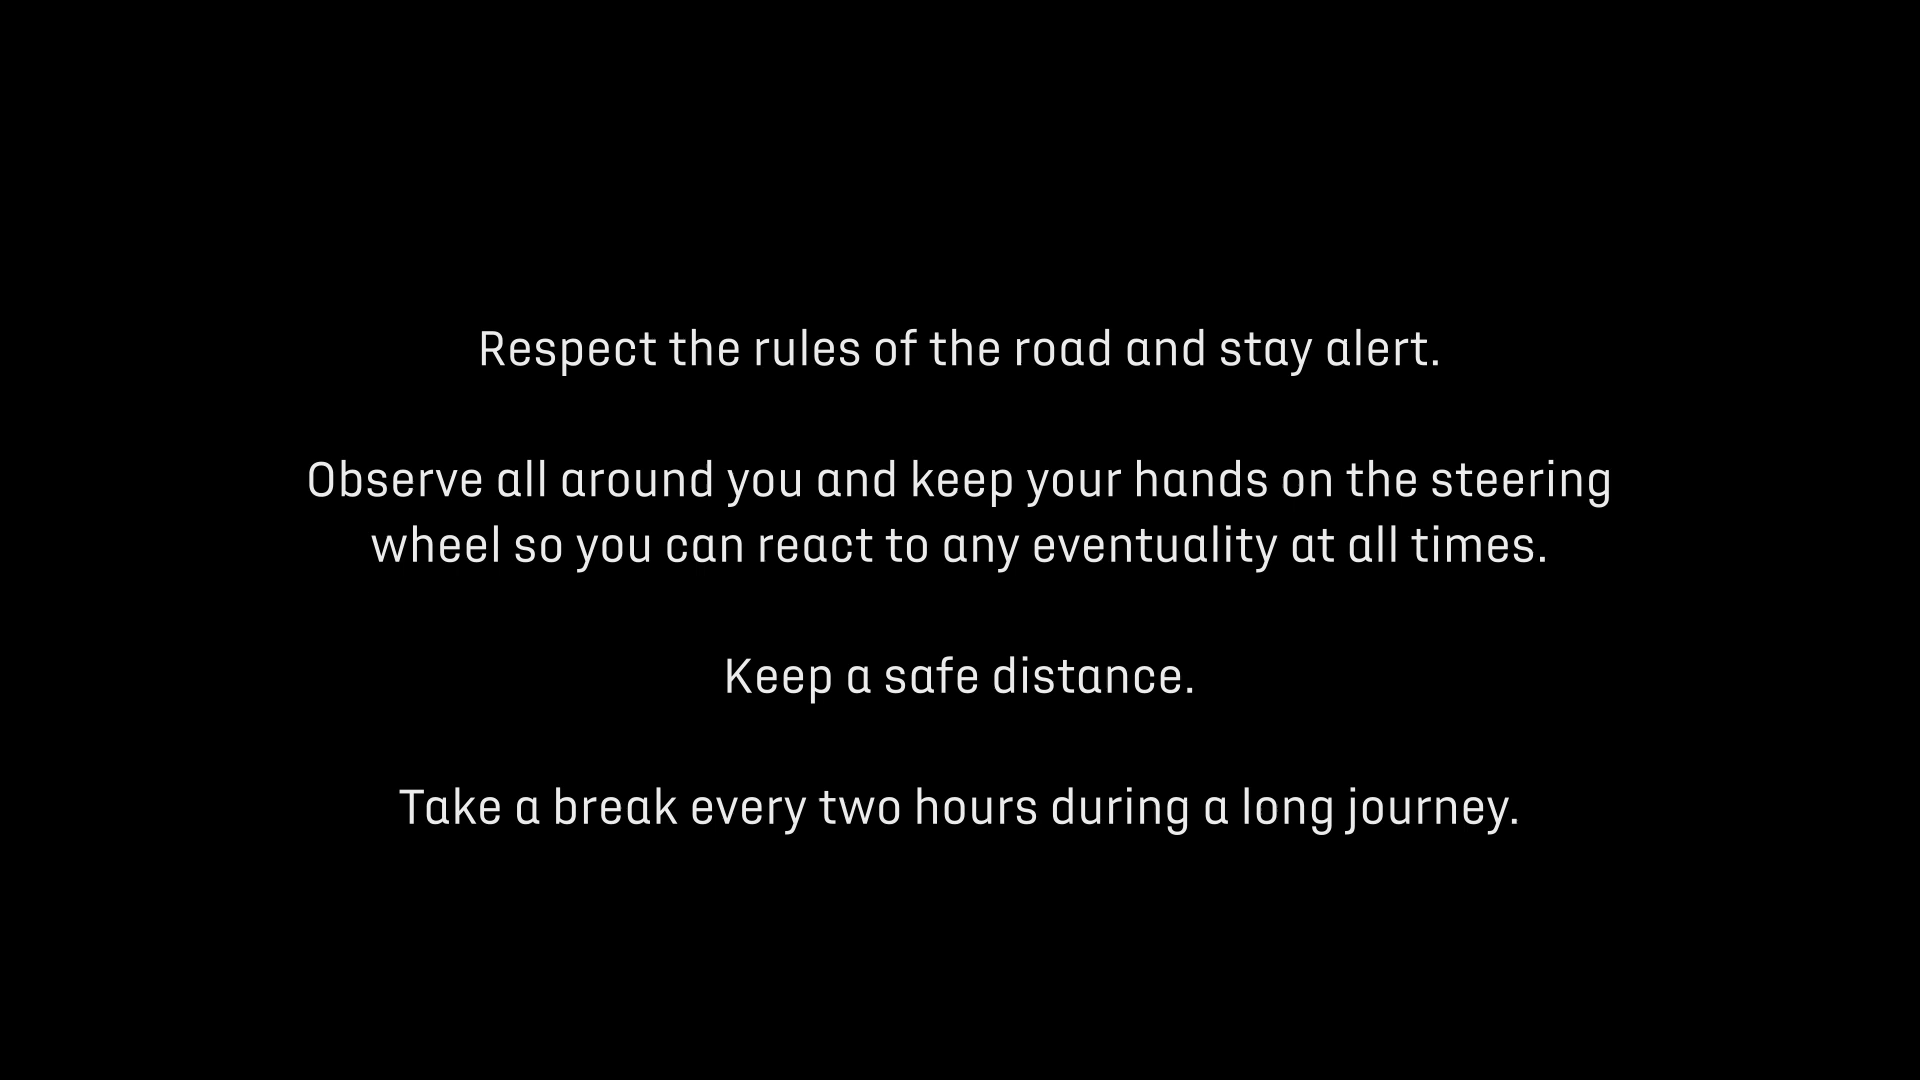 Respect the rules of the road and stay alert.
Observe all around you and keep your hands on the steering
wheel so you can react to any eventuality at all times.
Keep a safe distance.
Take a break every two hours during a long journey.